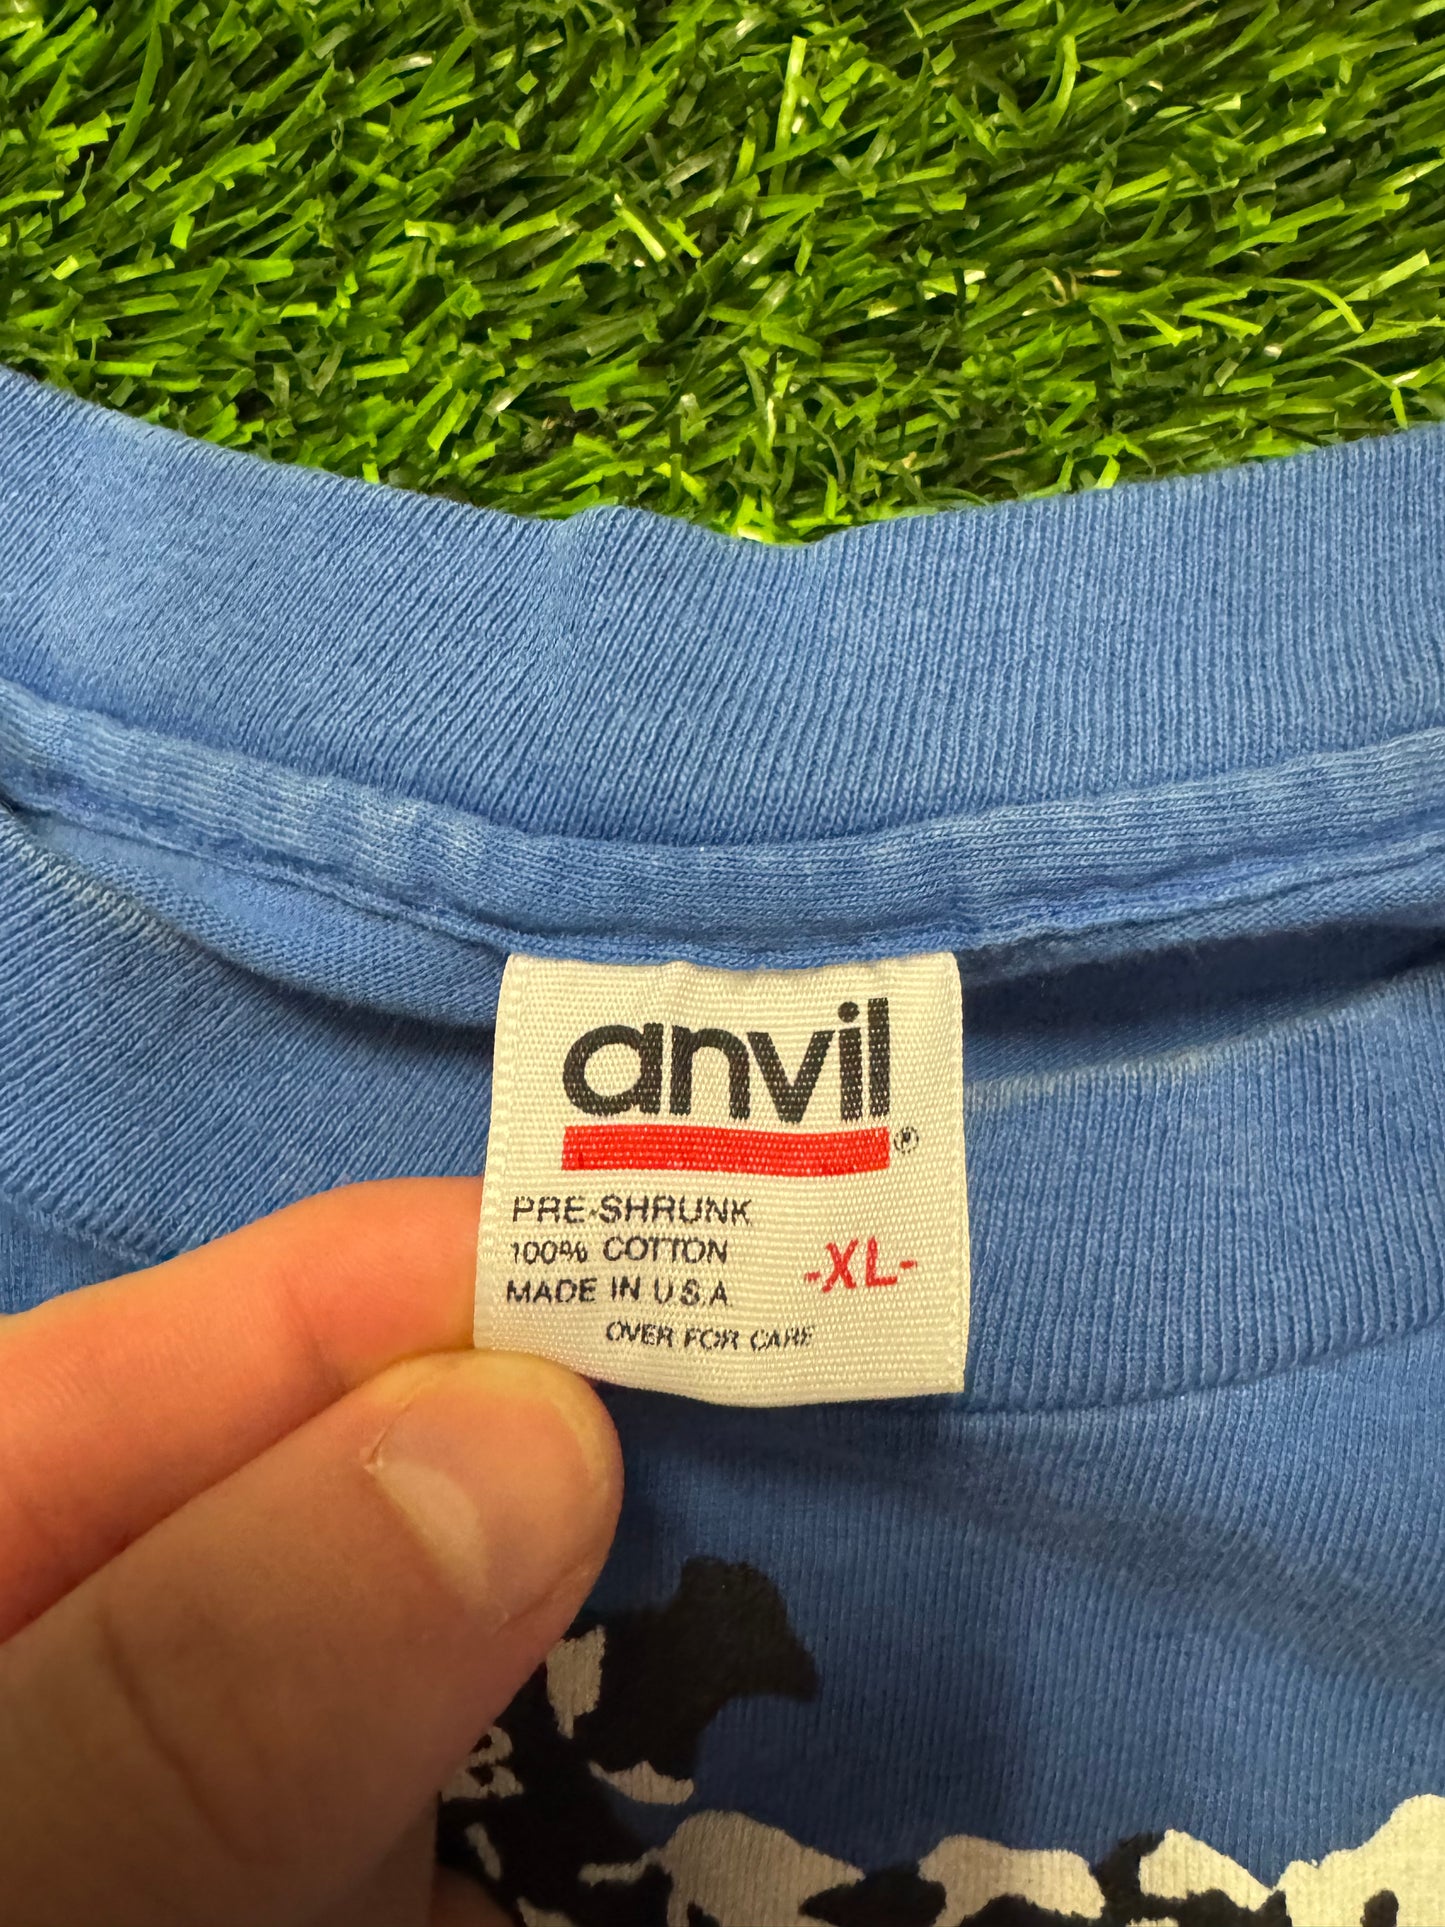 anvil®
PRE-SHRUNK
100% COTTON
MADE IN U.S.A.
-XL-
OVER FOR CARE